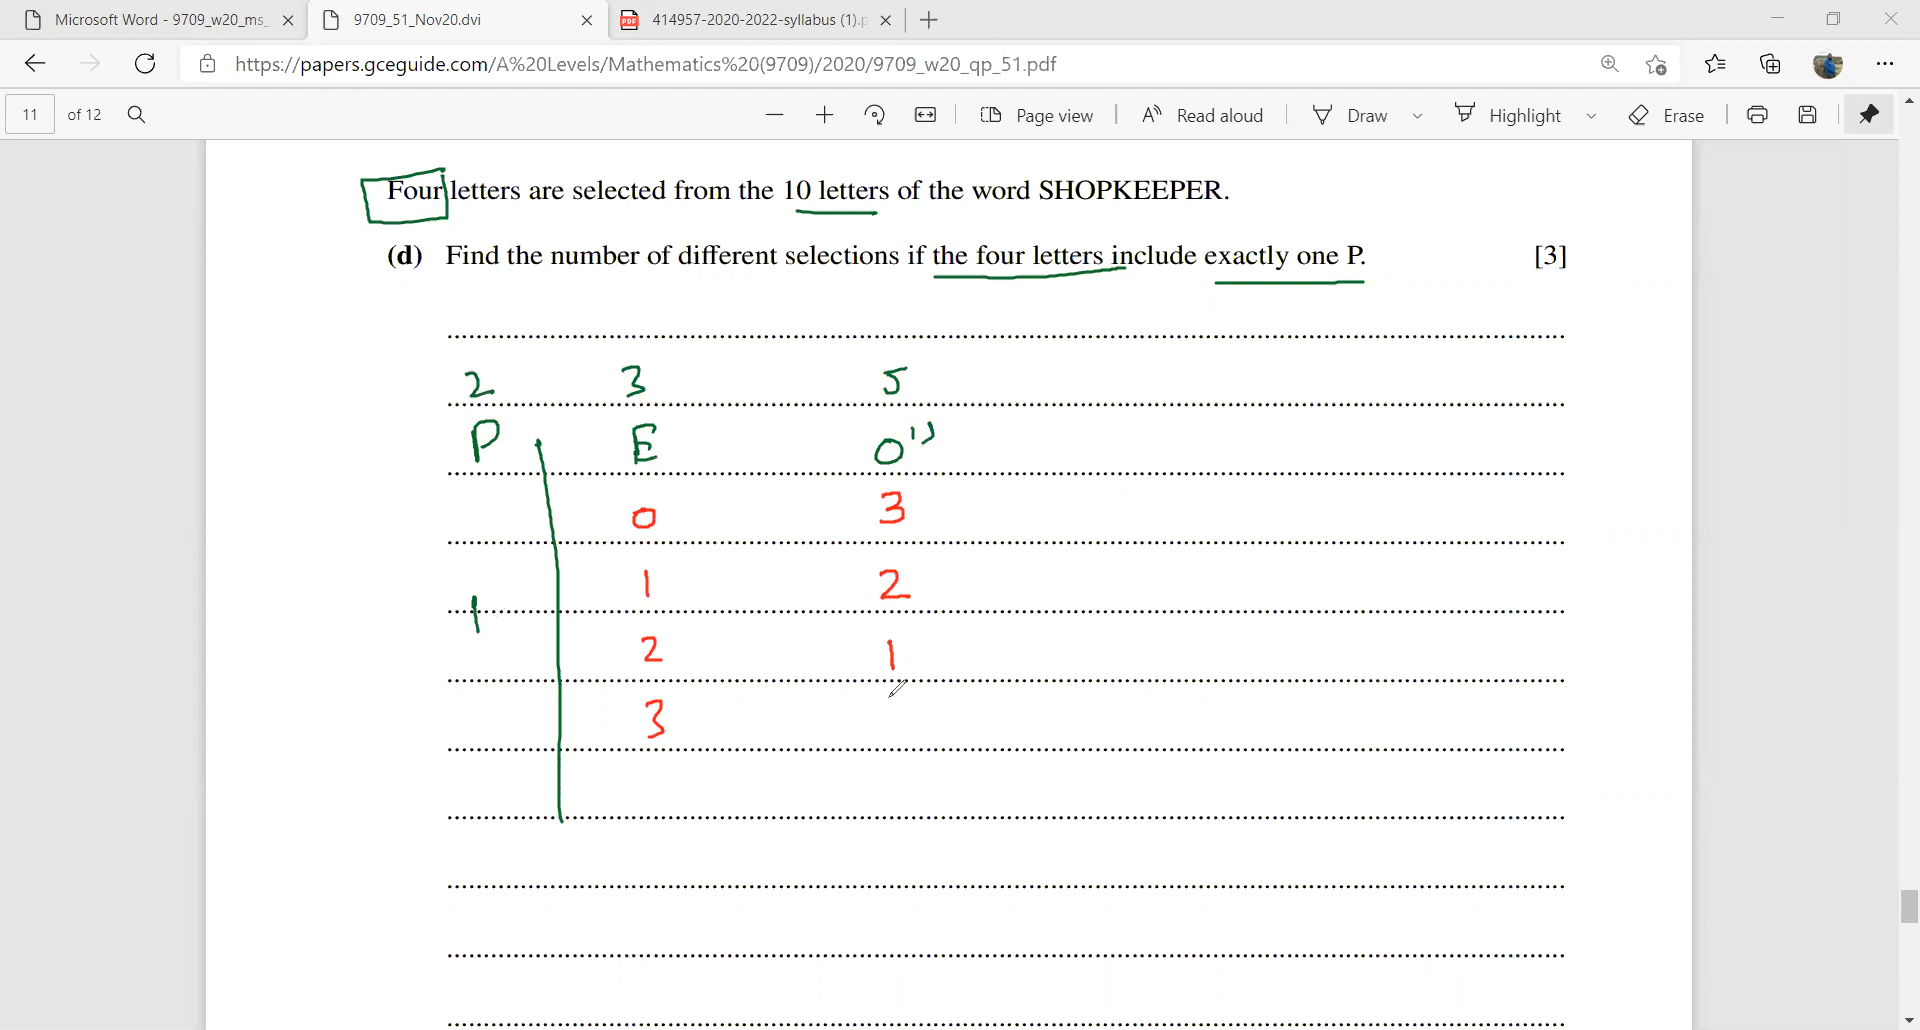 Microsoft Word - 9709_w20_ms_
9709_51_Nov20.dvi
414957-2020-2022-syllabus (1).p
https://papers.gceguide.com/A%20Levels/Mathematics%20(9709)/2020/9709_w20_qp_51.pdf
11 of 12
Page view
Read aloud
Draw
Highlight
Erase
Four letters are selected from the 10 letters of the word SHOPKEEPER.
(d) Find the number of different selections if the four letters include exactly one P. [3]
2 3 5
P E
0 3
1 2
1
2 1
3